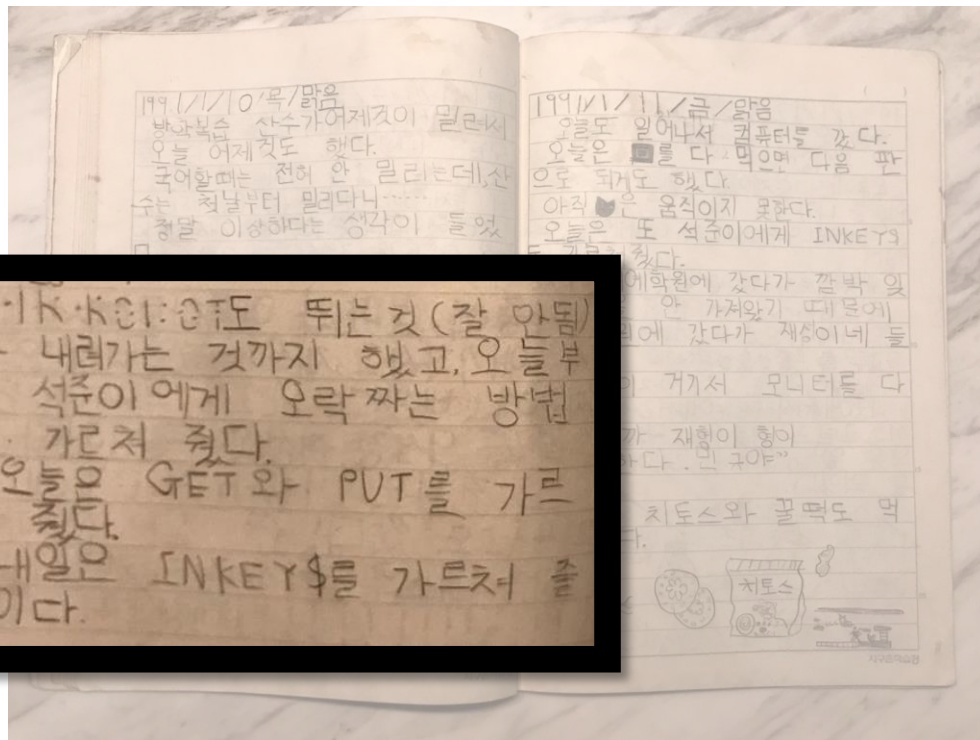 1991/1/10/목/맑음
방학복습 산수가 어제것이 밀려서
오늘 어제것도 했다.
국어할때는 전혀 안 밀리는데, 산
수는 첫날부터 밀리다니……
정말 이상하다는 생각이 들었
도 뛰는 것(잘 안됨)
내려가는 것까지 했고, 오늘부
석준이에게 오락 짜는 방법
가르쳐 줬다.
오늘은 GET와 PUT를 가르
줬다.
내일은 INKEY$를 가르쳐 줄
이다.
1991/1/11/금/맑음
오늘도 일어나서 컴퓨터를 갔다.
오늘은 를 다 먹으면 다음 판
으로 되게도 했다.
아직 은 움직이지 못한다.
오늘은 또 석준이에게 INKEY$
줬다.
에 학원에 갔다가 깜박 잊
안 가져왔기 때문에
에 갔다가 재싱이네 들
거기서 모니터를 다
까 재형이 형이
하다. 민규야"
치토스와 꿀떡도 먹
다.
치토스